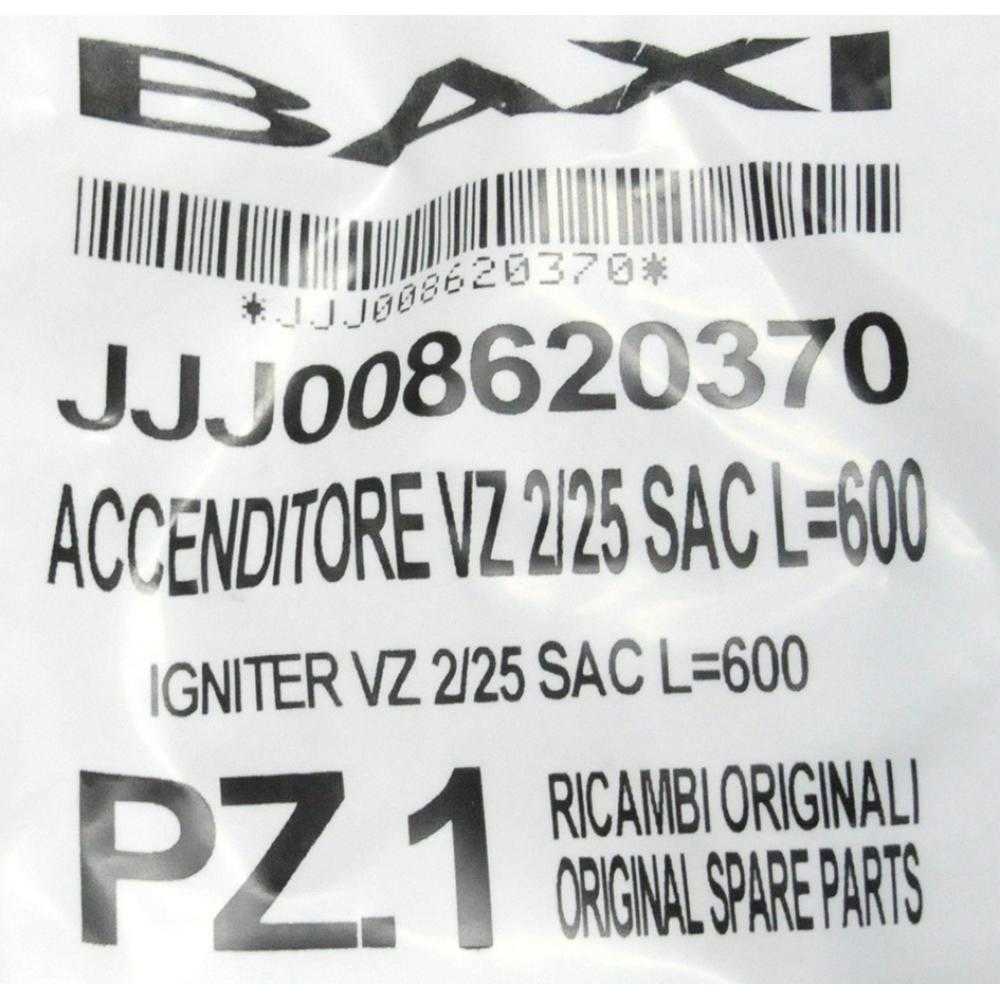 BAXI
*JJJ008620370*
JJJ008620370
ACCENDITORE VZ 2/25 SAC L=600
IGNITER VZ 2/25 SAC L=600
PZ.1
RICAMBI ORIGINALI
ORIGINAL SPARE PARTS